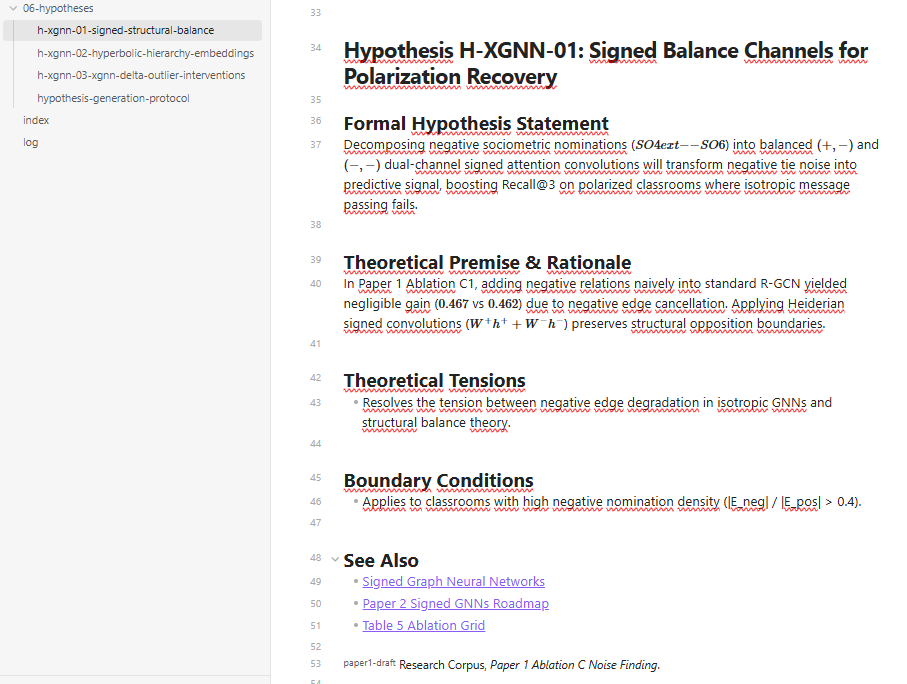 06-hypotheses
h-xgnn-01-signed-structural-balance
h-xgnn-02-hyperbolic-hierarchy-embeddings
h-xgnn-03-xgnn-delta-outlier-interventions
hypothesis-generation-protocol
index
log
33
34 Hypothesis H-XGNN-01: Signed Balance Channels for
Polarization Recovery
35
36 Formal Hypothesis Statement
37 Decomposing negative sociometric nominations (SO4ext−−SO6) into balanced (+,−) and
(−,−) dual-channel signed attention convolutions will transform negative tie noise into
predictive signal, boosting Recall@3 on polarized classrooms where isotropic message
passing fails.
38
39 Theoretical Premise & Rationale
40 In Paper 1 Ablation C1, adding negative relations naively into standard R-GCN yielded
negligible gain (0.467 vs 0.462) due to negative edge cancellation. Applying Heiderian
signed convolutions (W⁺h⁺ + W⁻h⁻) preserves structural opposition boundaries.
41
42 Theoretical Tensions
43 • Resolves the tension between negative edge degradation in isotropic GNNs and
structural balance theory.
44
45 Boundary Conditions
46 • Applies to classrooms with high negative nomination density (|E_neg| / |E_pos| > 0.4).
47
48 See Also
49 • Signed Graph Neural Networks
50 • Paper 2 Signed GNNs Roadmap
51 • Table 5 Ablation Grid
52
53 paper1-draft Research Corpus, Paper 1 Ablation C Noise Finding.
54